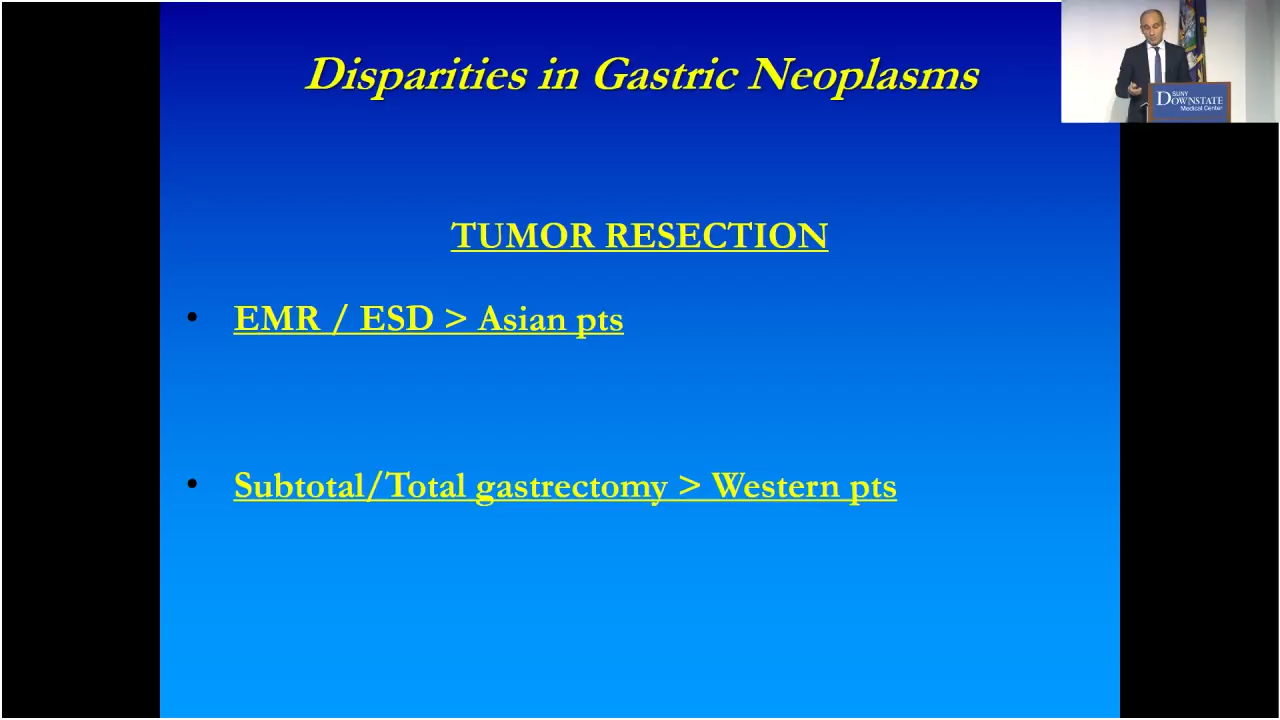 Disparities in Gastric Neoplasms
SUNY
DOWNSTATE
Medical Center
TUMOR RESECTION
• EMR / ESD > Asian pts
• Subtotal/Total gastrectomy > Western pts